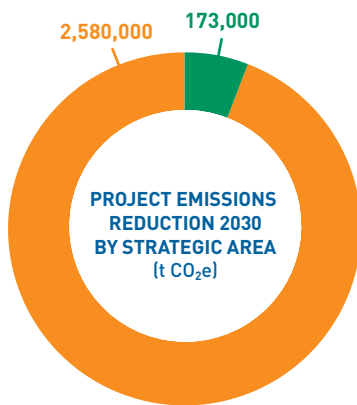 173,000
2,580,000
PROJECT EMISSIONS
REDUCTION 2030
BY STRATEGIC AREA
(t CO₂e)